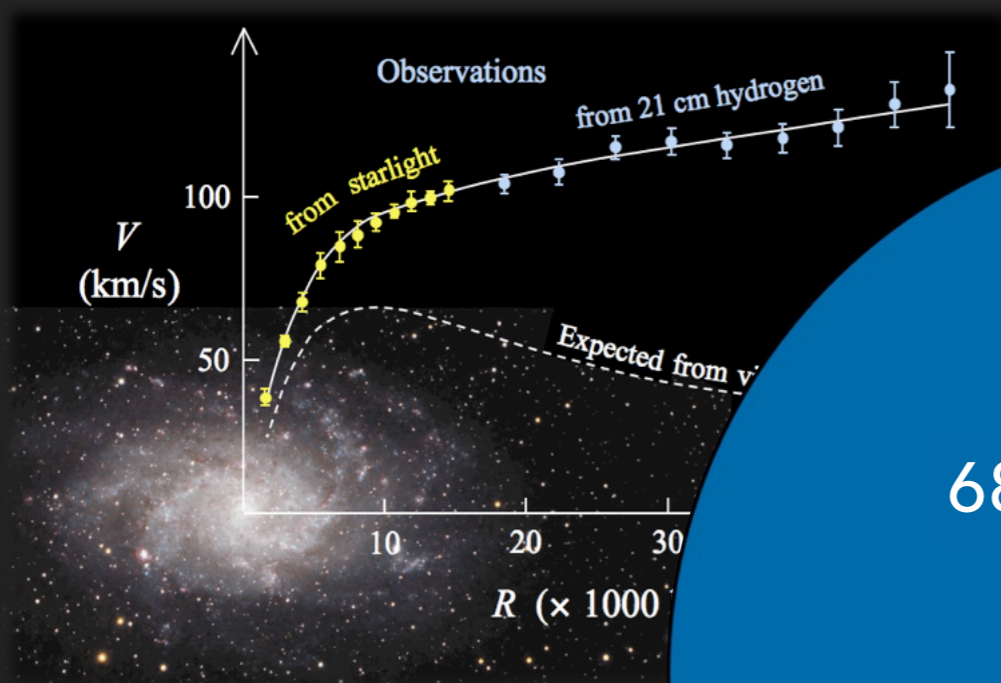 Observations
from 21 cm hydrogen
from starlight
100
V
(km/s)
50
Expected from
68
10
20
30
R (× 1000